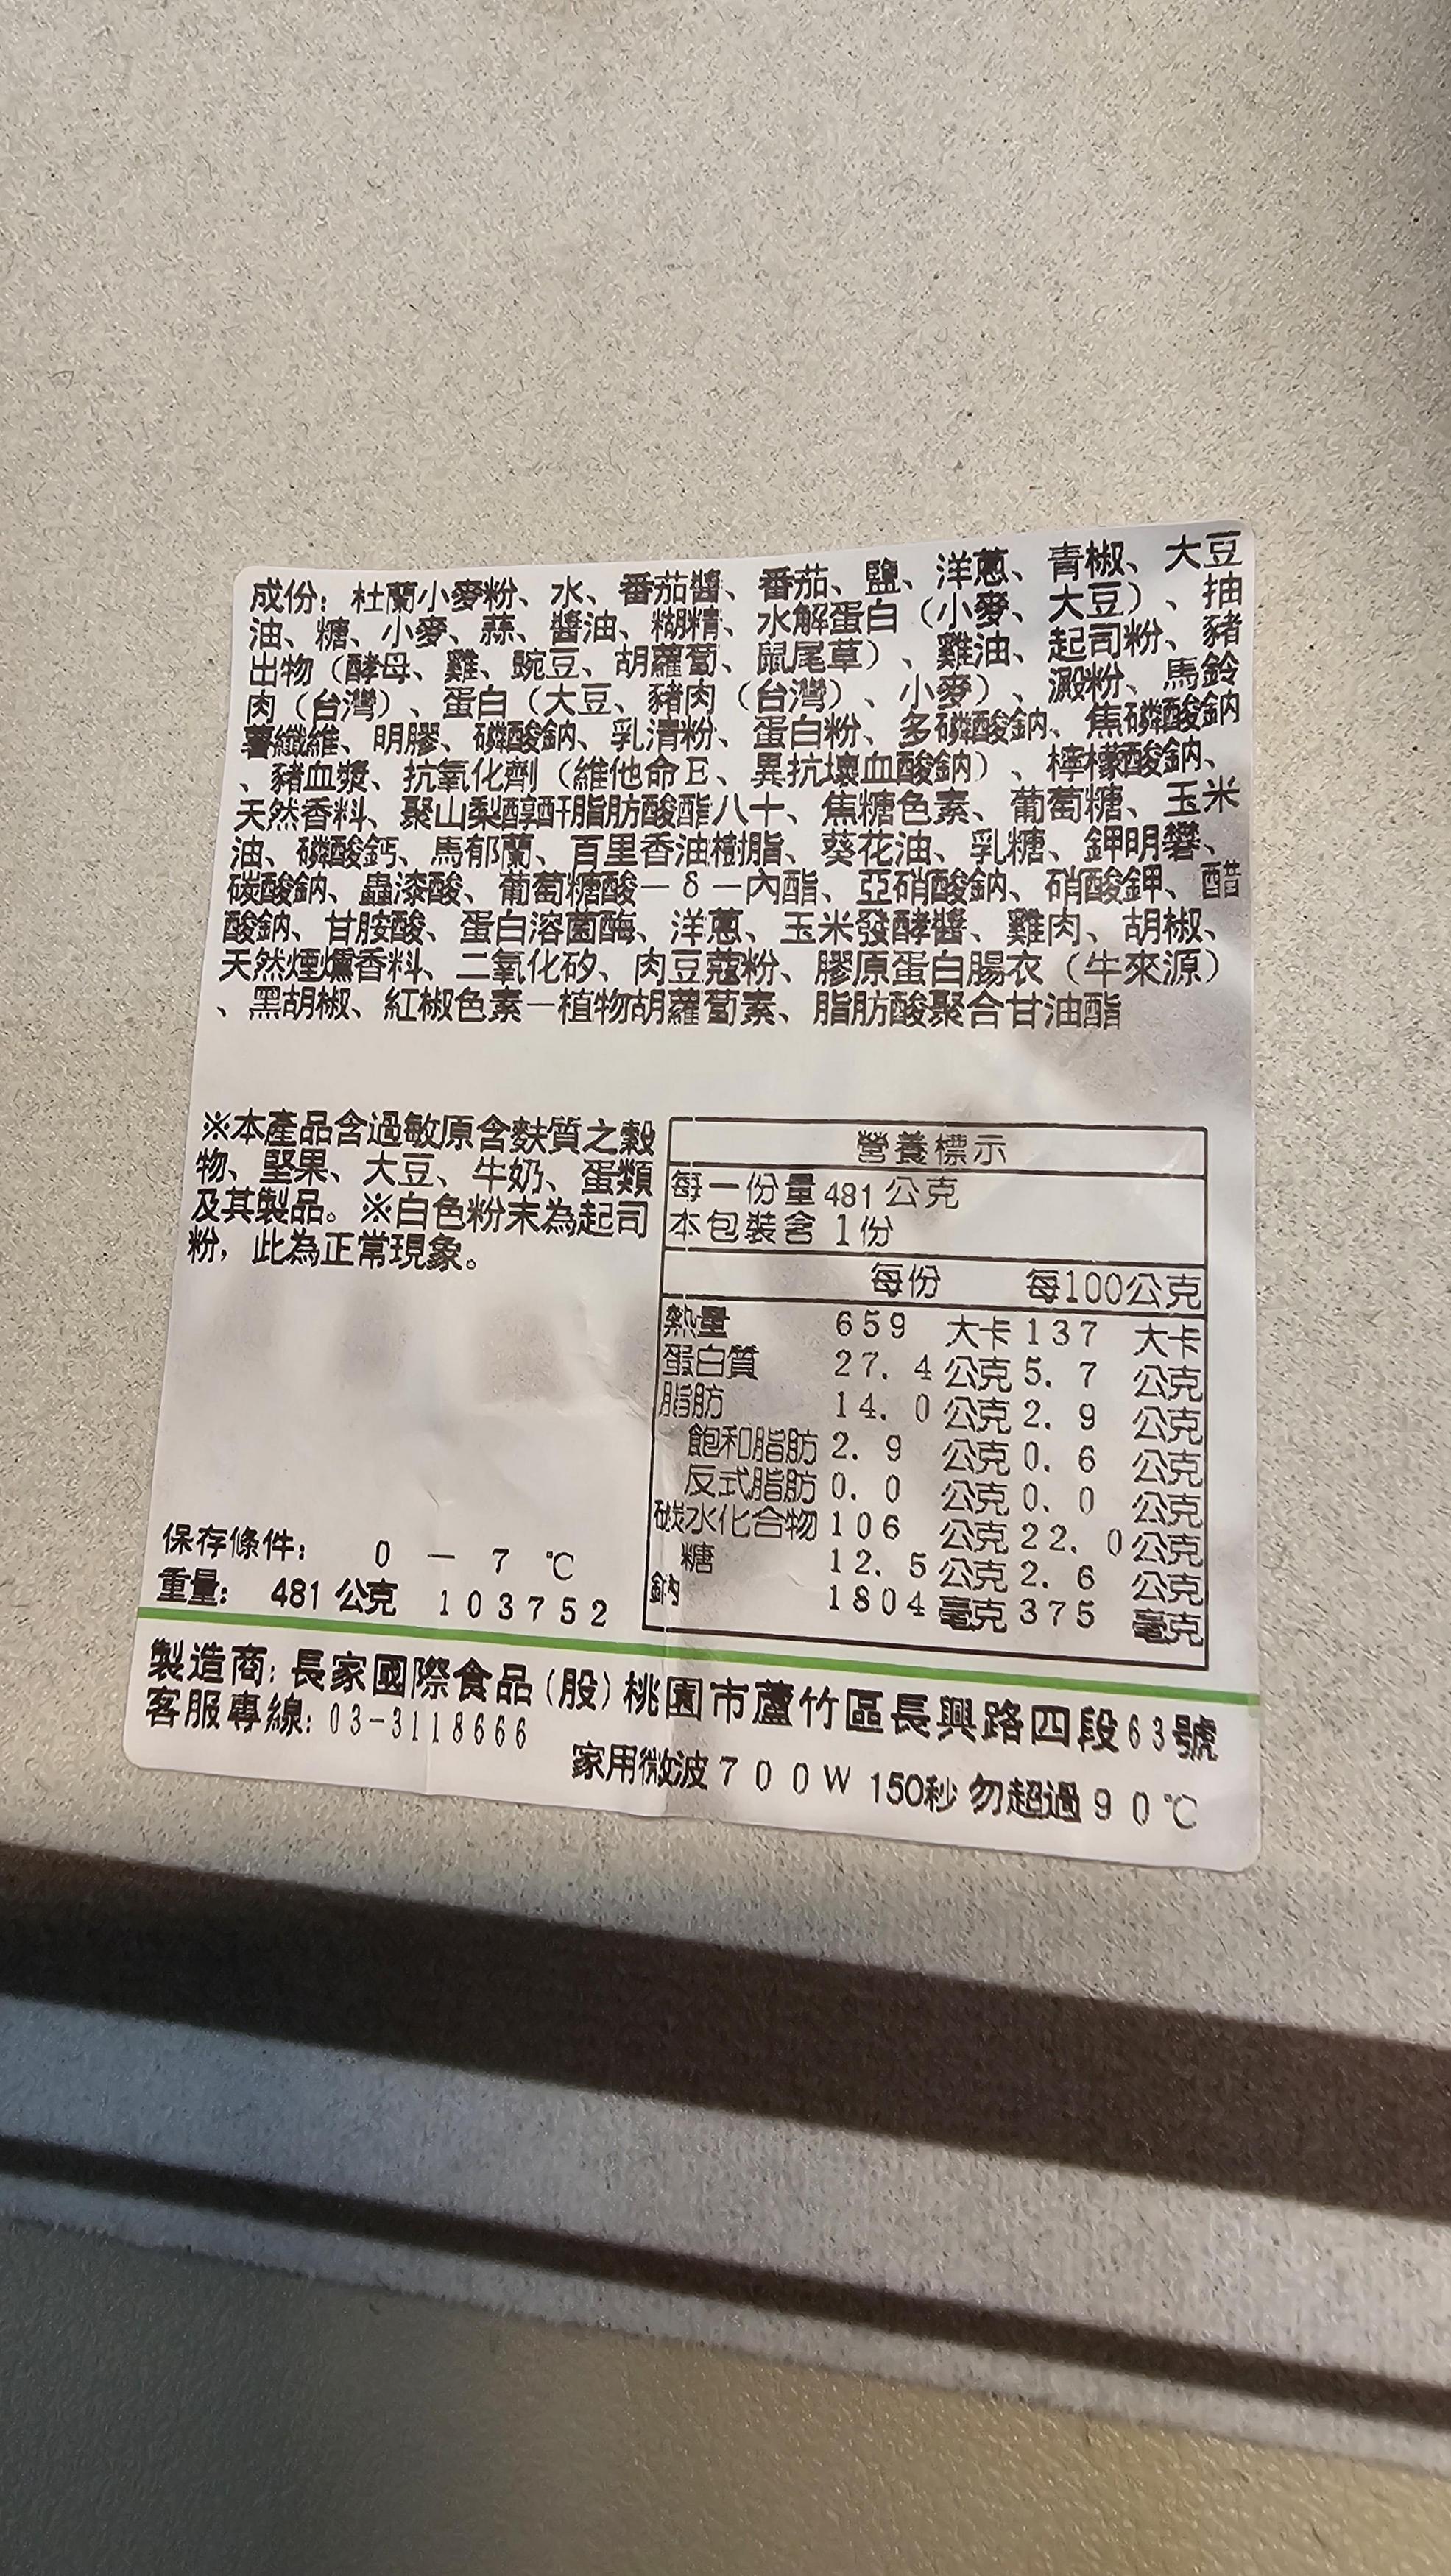 成份：杜蘭小麥粉、水、番茄醬、番茄、鹽、洋蔥、青椒、大豆
油、糖、小麥、蒜、醬油、糊精、水解蛋白（小麥、大豆）、抽
出物（酵母、雞、豌豆、胡蘿蔔、鼠尾草）、雞油、起司粉、豬
肉（台灣）、蛋白（大豆、豬肉（台灣）、小麥）、澱粉、馬鈴
薯纖維、明膠、磷酸鈉、乳清粉、蛋白粉、多磷酸鈉、焦磷酸鈉
、豬血漿、抗氧化劑（維他命E、異抗壞血酸鈉）、檸檬酸鈉、
天然香料、聚山梨醇酐脂肪酸酯八十、焦糖色素、葡萄糖、玉米
油、磷酸鈣、馬郁蘭、百里香油樹脂、葵花油、乳糖、鉀明礬、
碳酸鈉、蟲漆酸、葡萄糖酸－δ－內酯、亞硝酸鈉、硝酸鉀、醋
酸鈉、甘胺酸、蛋白溶菌酶、洋蔥、玉米發酵醬、雞肉、胡椒、
天然煙燻香料、二氧化矽、肉豆蔻粉、膠原蛋白腸衣（牛來源）
、黑胡椒、紅椒色素－植物胡蘿蔔素、脂肪酸聚合甘油酯
※本產品含過敏原含麩質之穀
物、堅果、大豆、牛奶、蛋類
及其製品。※白色粉末為起司
粉，此為正常現象。
營養標示
每一份量481公克
本包裝含 1份
每份 每100公克
熱量 659 大卡 137 大卡
蛋白質 27.4 公克 5.7 公克
脂肪 14.0 公克 2.9 公克
飽和脂肪 2.9 公克 0.6 公克
反式脂肪 0.0 公克 0.0 公克
碳水化合物 106 公克 22.0 公克
糖 12.5 公克 2.6 公克
鈉 1804 毫克 375 毫克
保存條件： 0 － 7 ℃
重量： 481 公克 103752
製造商：長家國際食品(股)桃園市蘆竹區長興路四段63號
客服專線：03-3118666
家用微波700W 150秒 勿超過90℃